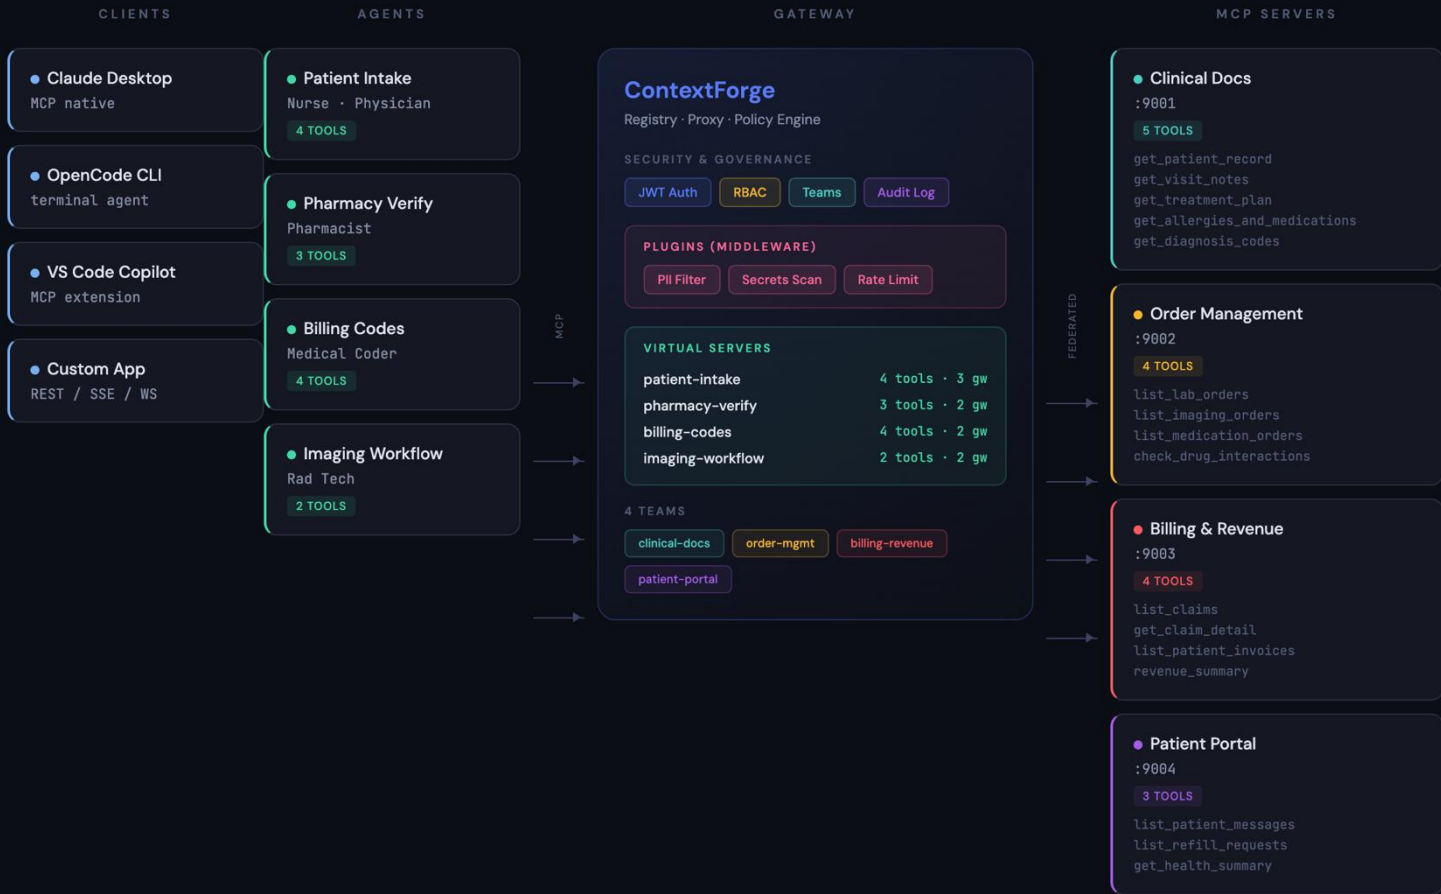 CLIENTS
Claude Desktop
MCP native
OpenCode CLI
terminal agent
VS Code Copilot
MCP extension
Custom App
REST / SSE / WS
AGENTS
Patient Intake
Nurse · Physician
4 TOOLS
Pharmacy Verify
Pharmacist
3 TOOLS
Billing Codes
Medical Coder
4 TOOLS
Imaging Workflow
Rad Tech
2 TOOLS
MCP
GATEWAY
ContextForge
Registry · Proxy · Policy Engine
SECURITY & GOVERNANCE
JWT Auth RBAC Teams Audit Log
PLUGINS (MIDDLEWARE)
PII Filter Secrets Scan Rate Limit
VIRTUAL SERVERS
patient-intake 4 tools · 3 gw
pharmacy-verify 3 tools · 2 gw
billing-codes 4 tools · 2 gw
imaging-workflow 2 tools · 2 gw
4 TEAMS
clinical-docs order-mgmt billing-revenue
patient-portal
FEDERATED
MCP SERVERS
Clinical Docs
:9001
5 TOOLS
get_patient_record
get_visit_notes
get_treatment_plan
get_allergies_and_medications
get_diagnosis_codes
Order Management
:9002
4 TOOLS
list_lab_orders
list_imaging_orders
list_medication_orders
check_drug_interactions
Billing & Revenue
:9003
4 TOOLS
list_claims
get_claim_detail
list_patient_invoices
revenue_summary
Patient Portal
:9004
3 TOOLS
list_patient_messages
list_refill_requests
get_health_summary